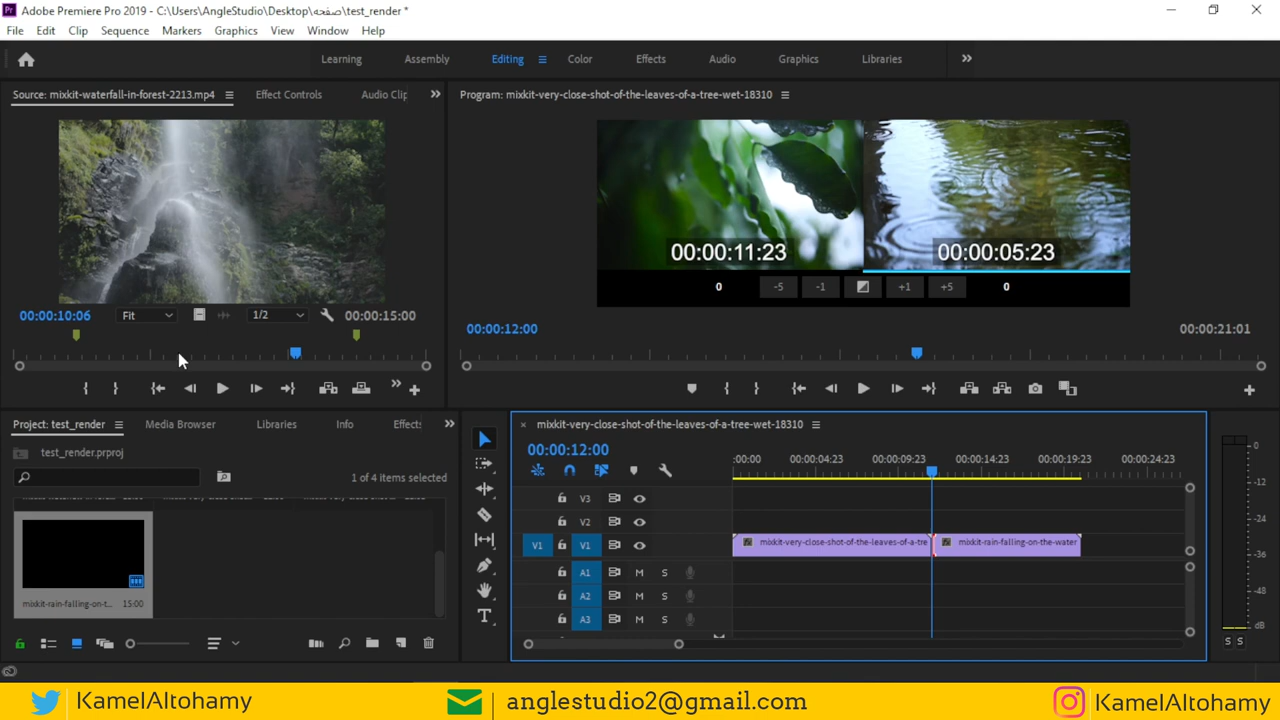 Adobe Premiere Pro 2019 - C:\Users\AngleStudio\Desktop\صفحه\test_render *
File Edit Clip Sequence Markers Graphics View Window Help
Learning Assembly Editing Color Effects Audio Graphics Libraries
Source: mixkit-waterfall-in-forest-2213.mp4 Effect Controls Audio Clip
Program: mixkit-very-close-shot-of-the-leaves-of-a-tree-wet-18310
00:00:11:23 00:00:05:23
0 -5 -1 +1 +5 0
00:00:10:06 Fit 1/2 00:00:15:00
00:00:12:00 00:00:21:01
Project: test_render Media Browser Libraries Info Effects
test_render.prproj
1 of 4 items selected
mixkit-rain-falling-on-t... 15:00
mixkit-very-close-shot-of-the-leaves-of-a-tree-wet-18310
00:00:12:00
:00:00 00:00:04:23 00:00:09:23 00:00:14:23 00:00:19:23 00:00:24:23
V3
V2
V1 V1 mixkit-very-close-shot-of-the-leaves-of-a-tre mixkit-rain-falling-on-the-water
A1 M S
A2 M S
A3 M S
0
-12
-18
-24
-30
-36
-42
-48
-54
dB
S S
KamelAltohamy anglestudio2@gmail.com KamelAltohamy